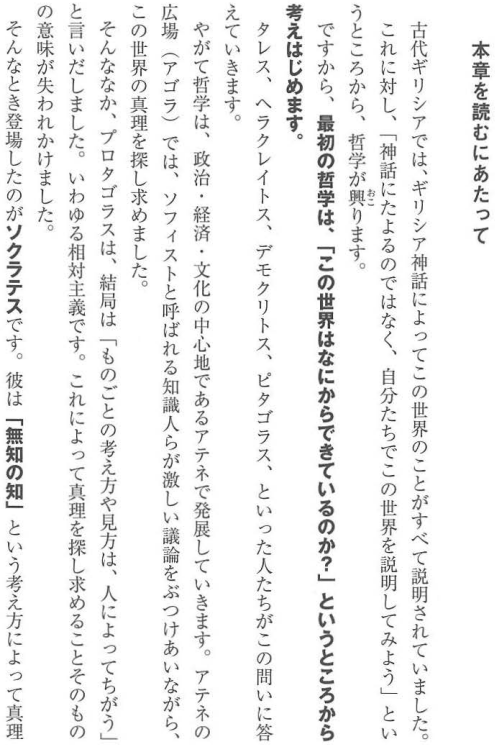 本章を読むにあたって
古代ギリシアでは、ギリシア神話によってこの世界のことがすべて説明されていました。
これに対し、「神話にたよるのではなく、自分たちでこの世界を説明してみよう」とい
うところから、哲学が興ります。
ですから、最初の哲学は、「この世界はなにからできているのか？」というところから
考えはじめます。
タレス、ヘラクレイトス、デモクリトス、ピタゴラス、といった人たちがこの問いに答
えていきます。
やがて哲学は、政治・経済・文化の中心地であるアテネで発展していきます。アテネの
広場（アゴラ）では、ソフィストと呼ばれる知識人らが激しい議論をぶつけあいながら、
この世界の真理を探し求めました。
そんななか、プロタゴラスは、結局は「ものごとの考え方や見方は、人によってちがう」
と言いだしました。いわゆる相対主義です。これによって真理を探し求めることそのもの
の意味が失われかけました。
そんなとき登場したのがソクラテスです。彼は「無知の知」という考え方によって真理